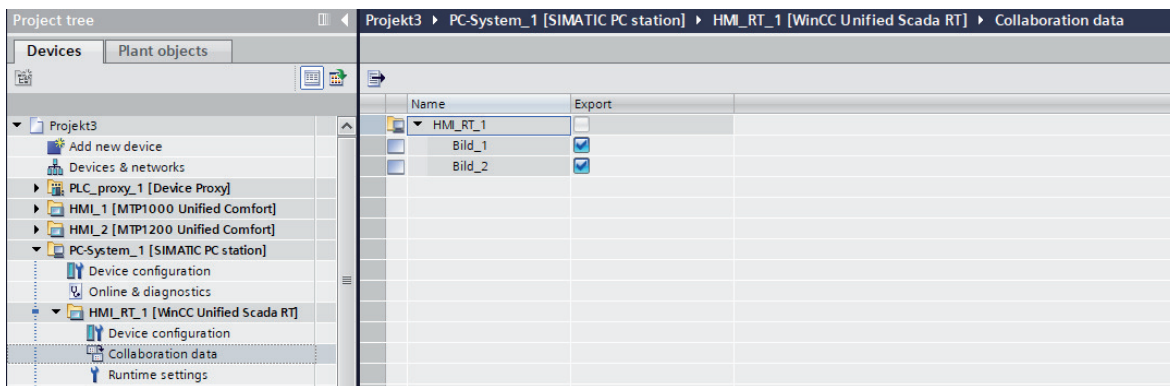 Project tree
Projekt3 ▸ PC-System_1 [SIMATIC PC station] ▸ HMI_RT_1 [WinCC Unified Scada RT] ▸ Collaboration data
Devices
Plant objects
Name
Export
Projekt3
Add new device
Devices & networks
PLC_proxy_1 [Device Proxy]
HMI_1 [MTP1000 Unified Comfort]
HMI_2 [MTP1200 Unified Comfort]
PC-System_1 [SIMATIC PC station]
Device configuration
Online & diagnostics
HMI_RT_1 [WinCC Unified Scada RT]
Device configuration
Collaboration data
Runtime settings
HMI_RT_1
Bild_1
Bild_2